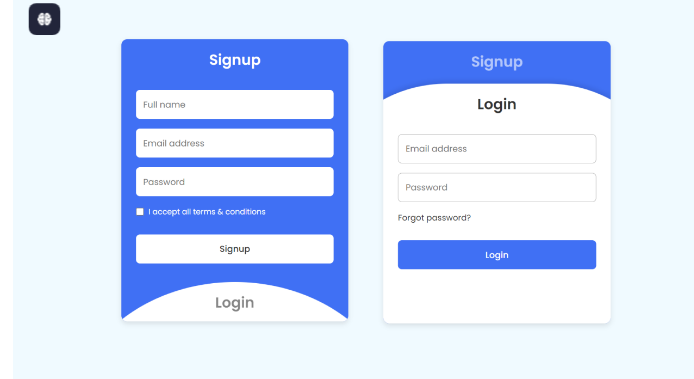 Signup
Full name
Email address
Password
I accept all terms & conditions
Signup
Login
Signup
Login
Email address
Password
Forgot password?
Login